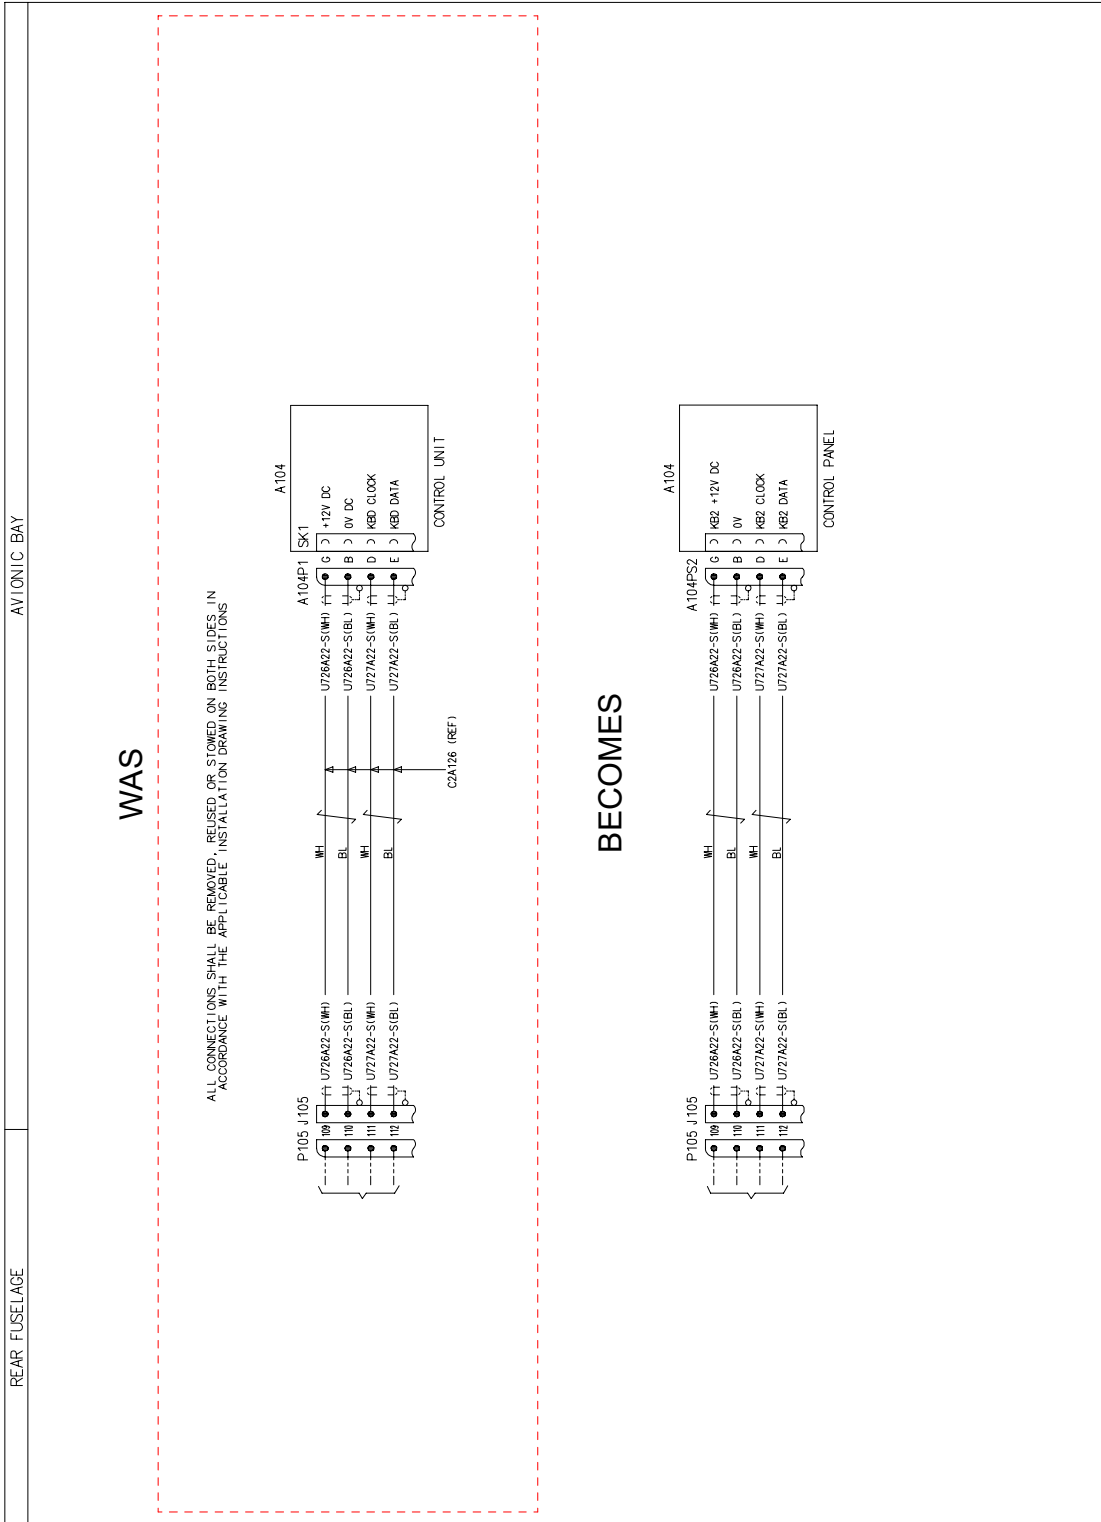 REAR FUSELAGE
AVIONIC BAY
WAS
ALL CONNECTIONS SHALL BE REMOVED, REUSED OR STOWED ON BOTH SIDES IN
ACCORDANCE WITH THE APPLICABLE INSTALLATION DRAWING INSTRUCTIONS
P105 J105
A104P1 SK1
A104
109 U726A22-S(WH) WH U726A22-S(WH) G +12V DC
110 U726A22-S(BL) BL U726A22-S(BL) B 0V DC
111 U727A22-S(WH) WH U727A22-S(WH) D KBD CLOCK
112 U727A22-S(BL) BL U727A22-S(BL) E KBD DATA
CONTROL UNIT
C2A126 (REF)
BECOMES
P105 J105
A104PS2
A104
109 U726A22-S(WH) WH U726A22-S(WH) G KB2 +12V DC
110 U726A22-S(BL) BL U726A22-S(BL) B 0V
111 U727A22-S(WH) WH U727A22-S(WH) D KB2 CLOCK
112 U727A22-S(BL) BL U727A22-S(BL) E KB2 DATA
CONTROL PANEL